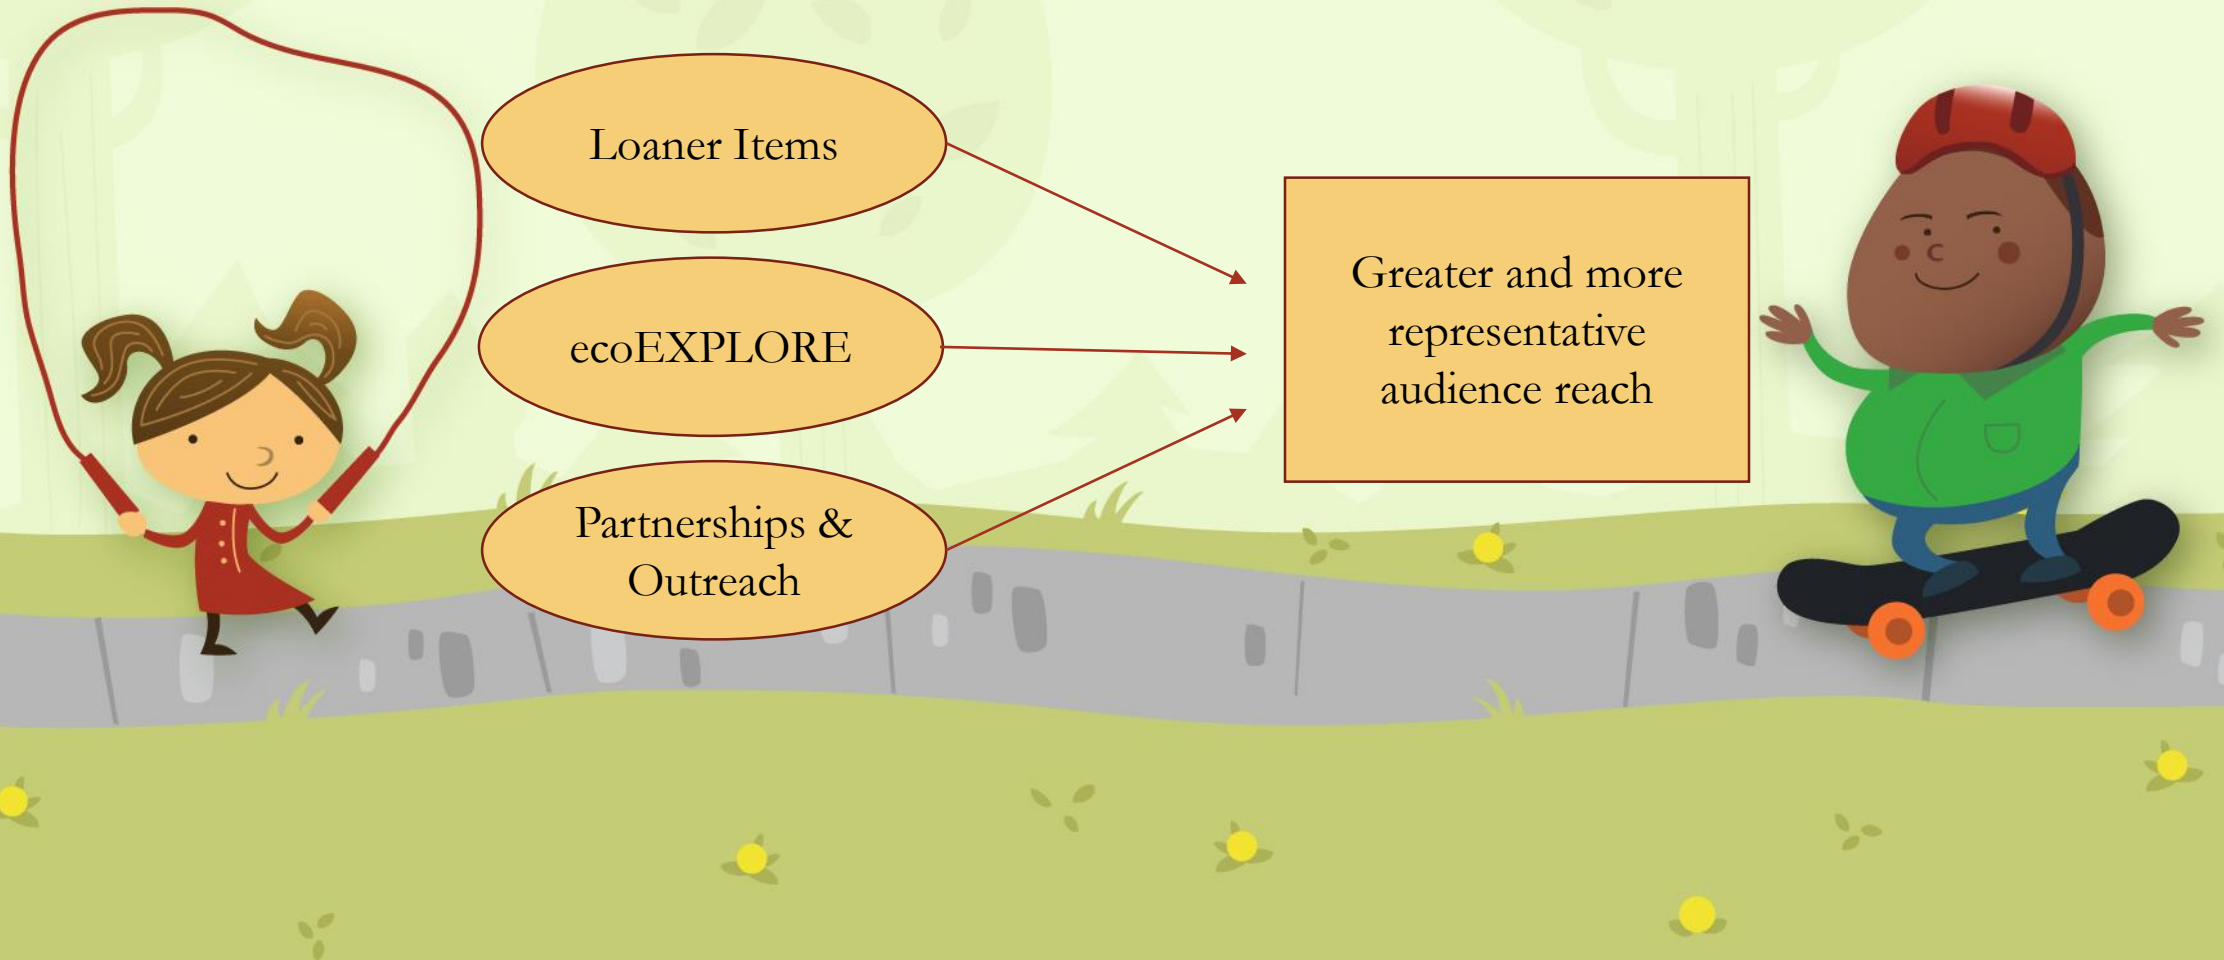 Loaner Items
ecoEXPLORE
Partnerships &
Outreach
Greater and more
representative
audience reach